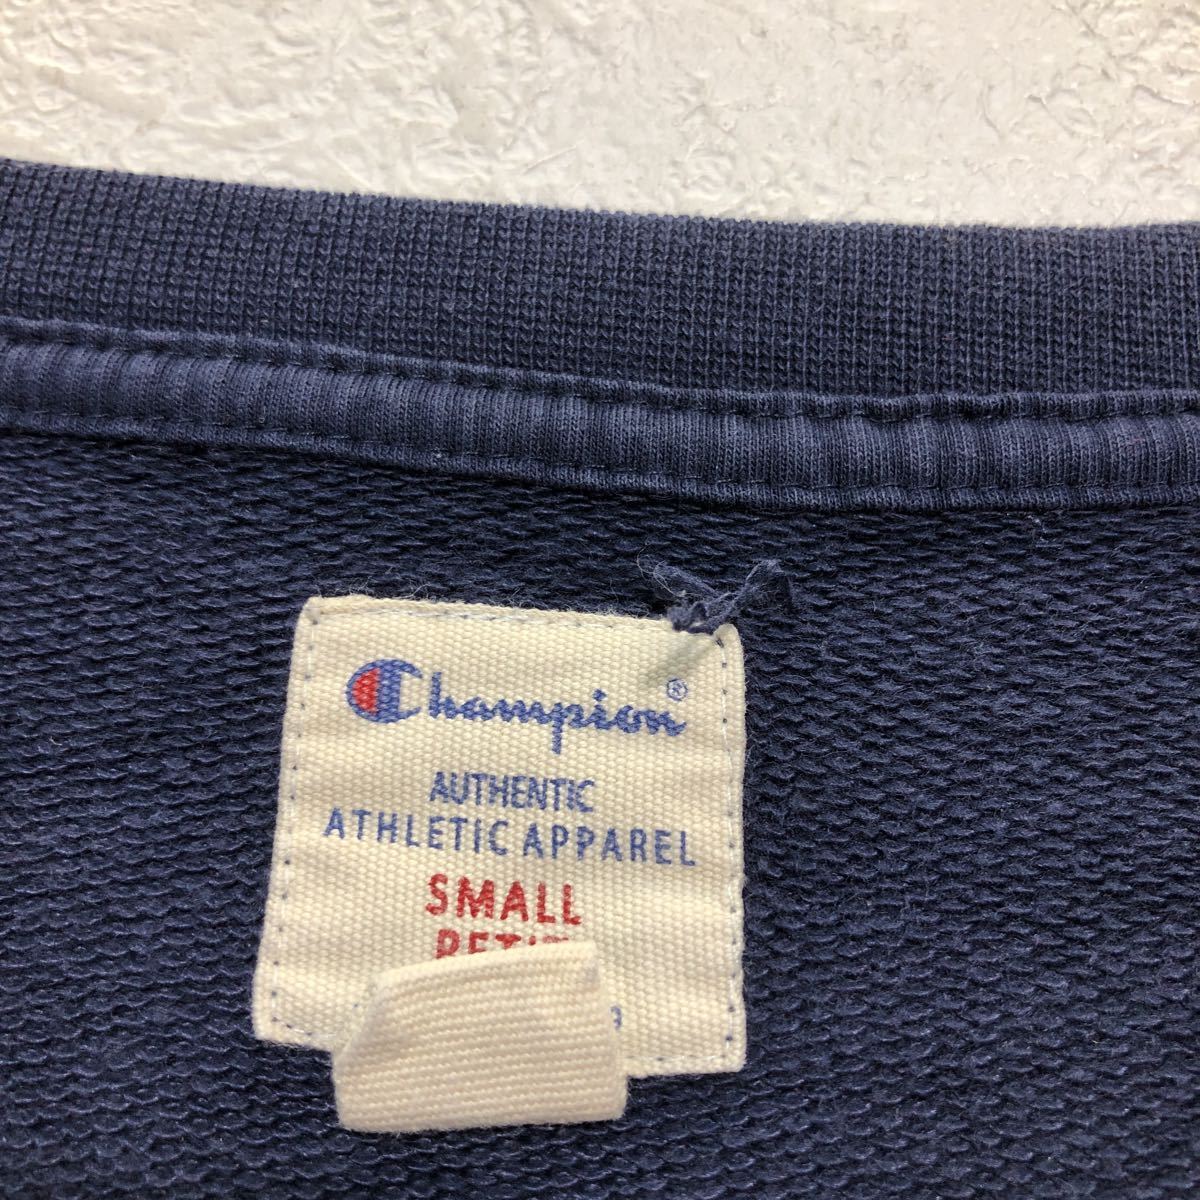 Champion®
AUTHENTIC
ATHLETIC APPAREL
SMALL